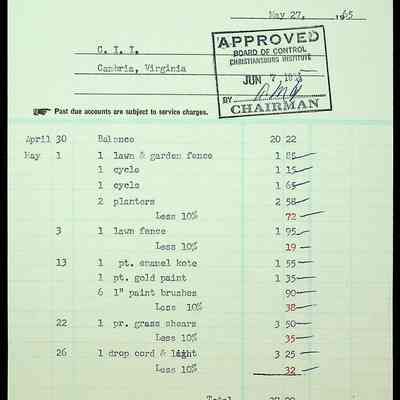 May 27, 1965
C. I. I.
Cambria, Virginia
APPROVED
BOARD OF CONTROL
CHRISTIANSBURG INSTITUTE
JUN 7 1965
BY
CHAIRMAN
Past due accounts are subject to service charges.
April 30 Balance 20 22
May 1 1 lawn & garden fence 1 85
1 cyclo 1 15
1 cyclo 1 65
2 planters 2 58
Less 10% 72
3 1 lawn fence 1 95
Less 10% 19
13 1 pt. enamel kote 1 55
1 pt. gold paint 1 35
6 1" paint brushes 90
Less 10% 38
22 1 pr. grass shears 3 50
Less 10% 35
26 1 drop cord & light 3 25
Less 10% 32
Total